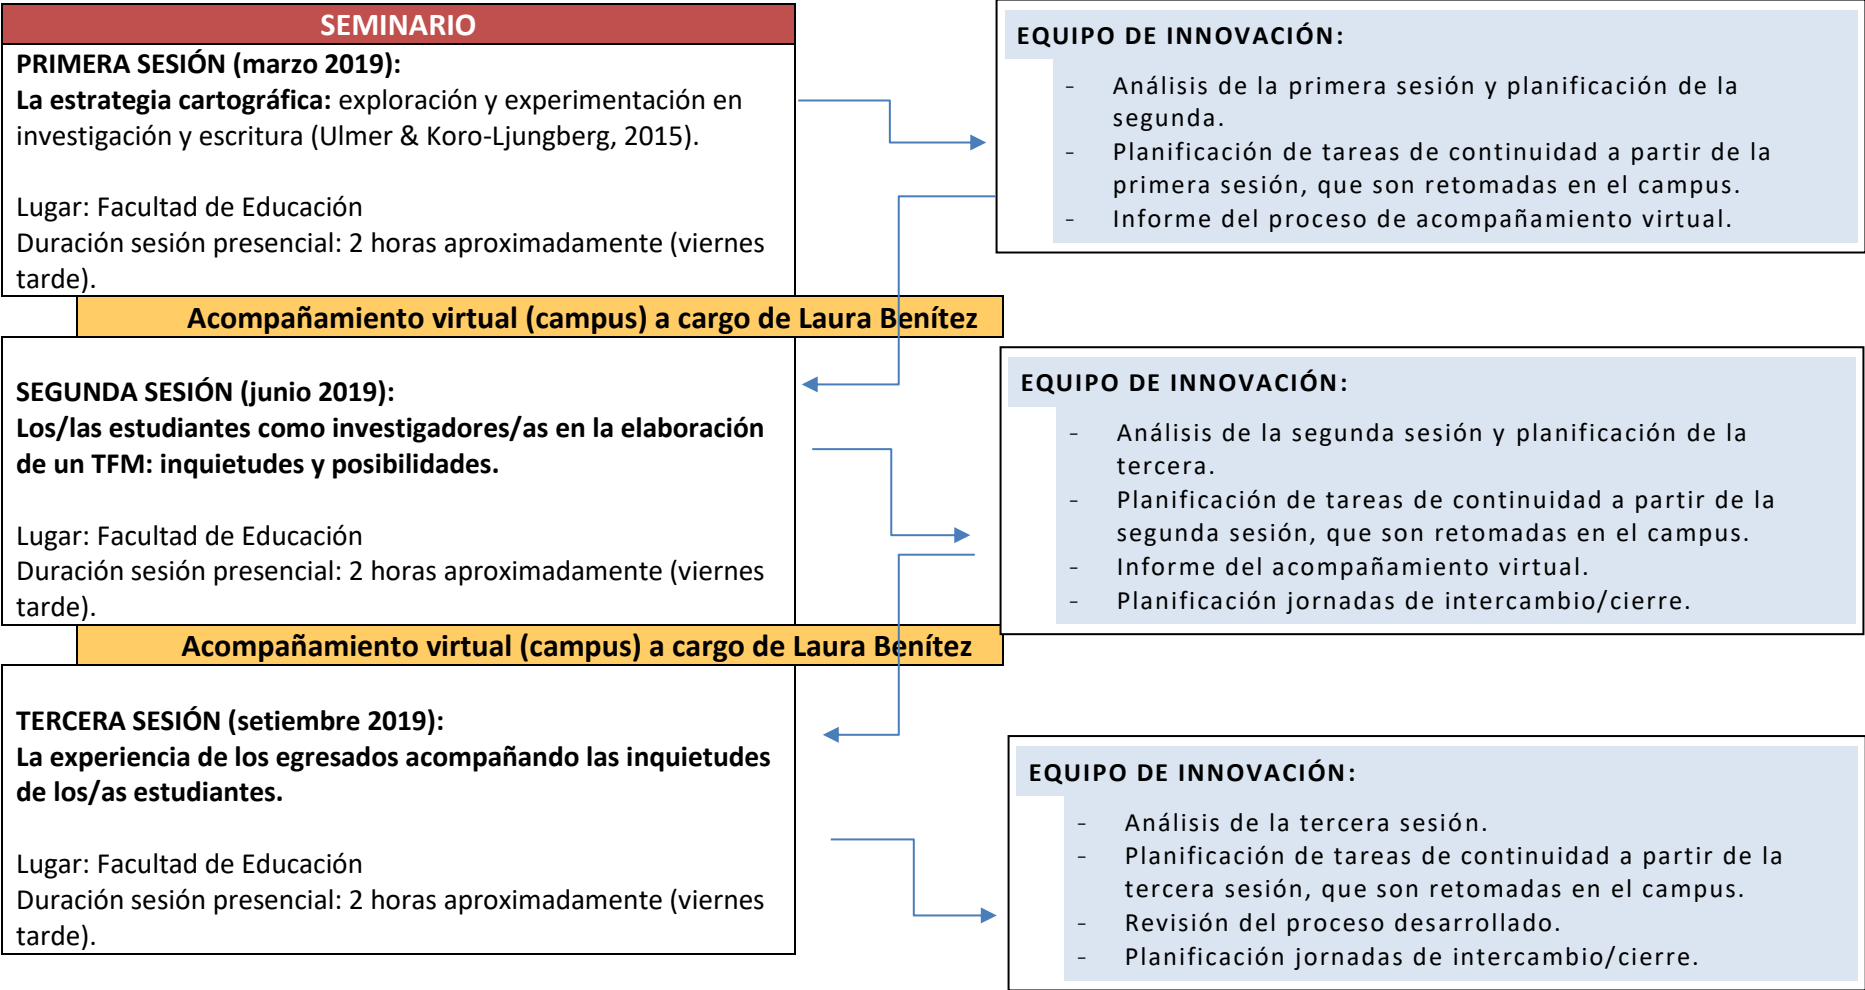 SEMINARIO
PRIMERA SESIÓN (marzo 2019):
La estrategia cartográfica: exploración y experimentación en
investigación y escritura (Ulmer & Koro-Ljungberg, 2015).
Lugar: Facultad de Educación
Duración sesión presencial: 2 horas aproximadamente (viernes
tarde).
EQUIPO DE INNOVACIÓN:
- Análisis de la primera sesión y planificación de la
segunda.
- Planificación de tareas de continuidad a partir de la
primera sesión, que son retomadas en el campus.
- Informe del proceso de acompañamiento virtual.
Acompañamiento virtual (campus) a cargo de Laura Benítez
SEGUNDA SESIÓN (junio 2019):
Los/las estudiantes como investigadores/as en la elaboración
de un TFM: inquietudes y posibilidades.
Lugar: Facultad de Educación
Duración sesión presencial: 2 horas aproximadamente (viernes
tarde).
EQUIPO DE INNOVACIÓN:
- Análisis de la segunda sesión y planificación de la
tercera.
- Planificación de tareas de continuidad a partir de la
segunda sesión, que son retomadas en el campus.
- Informe del acompañamiento virtual.
- Planificación jornadas de intercambio/cierre.
Acompañamiento virtual (campus) a cargo de Laura Benítez
TERCERA SESIÓN (setiembre 2019):
La experiencia de los egresados acompañando las inquietudes
de los/as estudiantes.
Lugar: Facultad de Educación
Duración sesión presencial: 2 horas aproximadamente (viernes
tarde).
EQUIPO DE INNOVACIÓN:
- Análisis de la tercera sesión.
- Planificación de tareas de continuidad a partir de la
tercera sesión, que son retomadas en el campus.
- Revisión del proceso desarrollado.
- Planificación jornadas de intercambio/cierre.